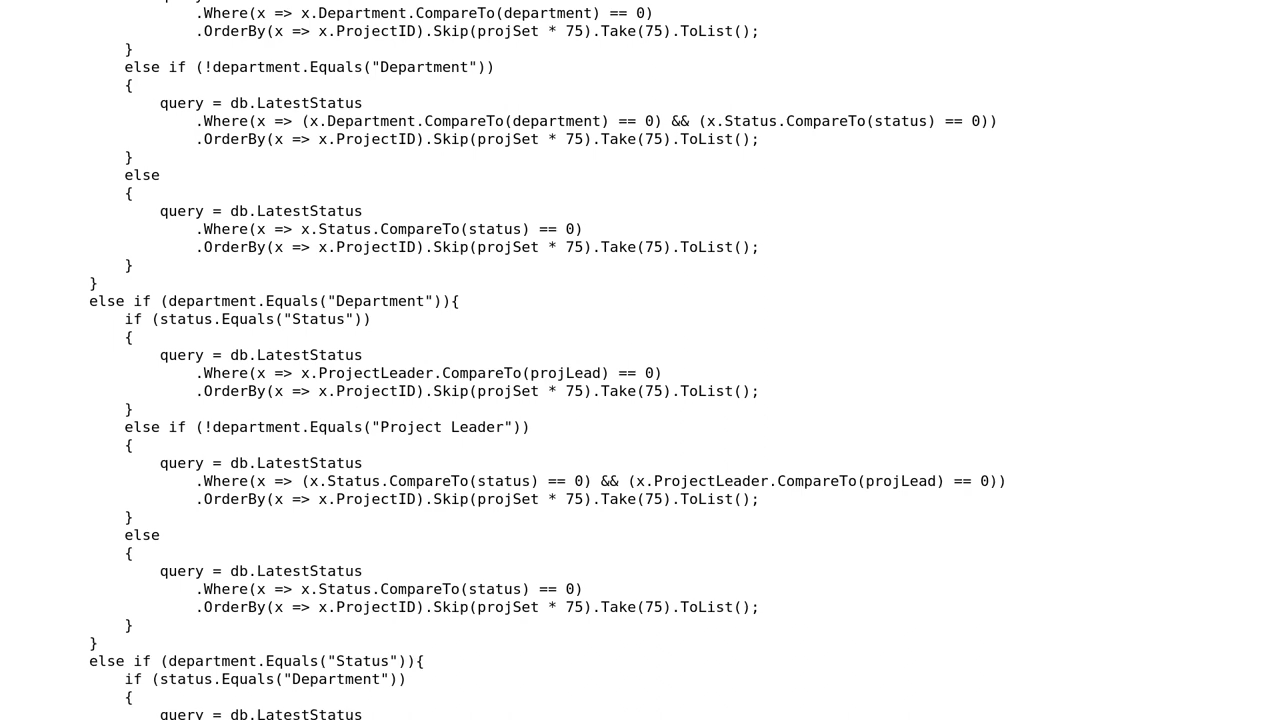 .Where(x => x.Department.CompareTo(department) == 0)
.OrderBy(x => x.ProjectID).Skip(projSet * 75).Take(75).ToList();
}
else if (!department.Equals("Department"))
{
query = db.LatestStatus
.Where(x => (x.Department.CompareTo(department) == 0) && (x.Status.CompareTo(status) == 0))
.OrderBy(x => x.ProjectID).Skip(projSet * 75).Take(75).ToList();
}
else
{
query = db.LatestStatus
.Where(x => x.Status.CompareTo(status) == 0)
.OrderBy(x => x.ProjectID).Skip(projSet * 75).Take(75).ToList();
}
}
else if (department.Equals("Department")){
if (status.Equals("Status"))
{
query = db.LatestStatus
.Where(x => x.ProjectLeader.CompareTo(projLead) == 0)
.OrderBy(x => x.ProjectID).Skip(projSet * 75).Take(75).ToList();
}
else if (!department.Equals("Project Leader"))
{
query = db.LatestStatus
.Where(x => (x.Status.CompareTo(status) == 0) && (x.ProjectLeader.CompareTo(projLead) == 0))
.OrderBy(x => x.ProjectID).Skip(projSet * 75).Take(75).ToList();
}
else
{
query = db.LatestStatus
.Where(x => x.Status.CompareTo(status) == 0)
.OrderBy(x => x.ProjectID).Skip(projSet * 75).Take(75).ToList();
}
}
else if (department.Equals("Status")){
if (status.Equals("Department"))
{
query = db.LatestStatus